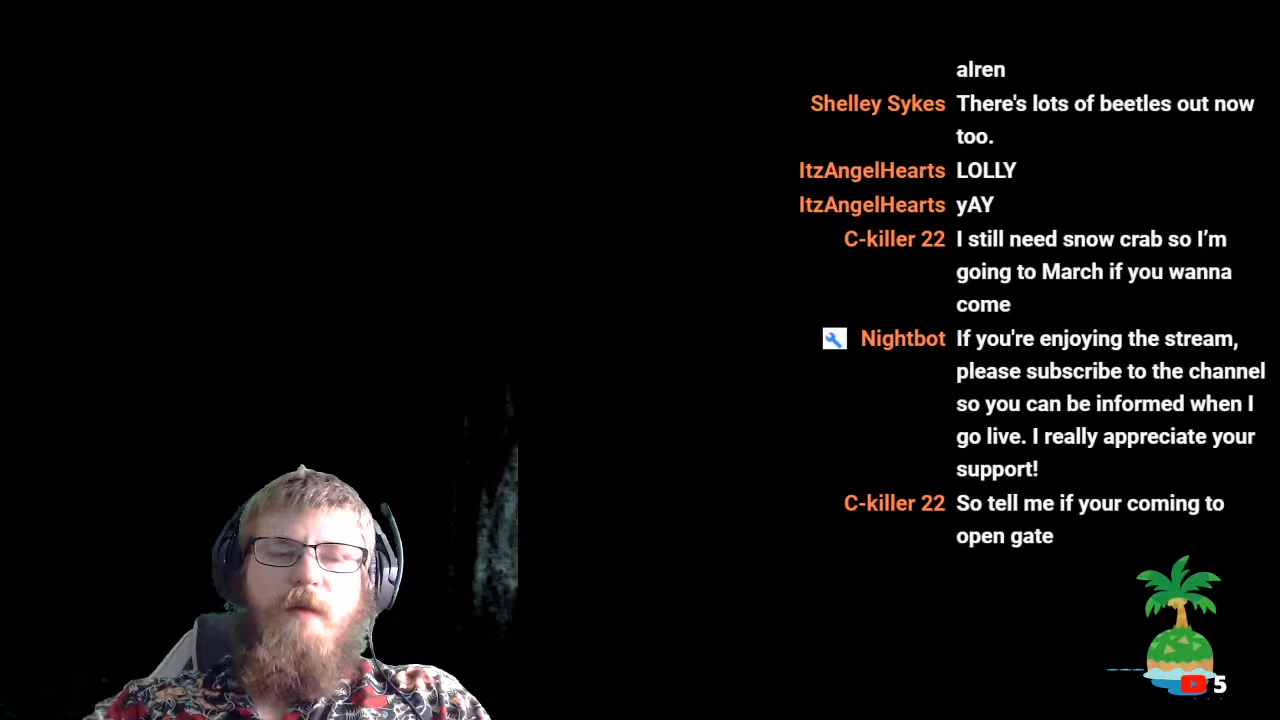 alren
Shelley Sykes There's lots of beetles out now
too.
ItzAngelHearts LOLLY
ItzAngelHearts yAY
C-killer 22 I still need snow crab so I’m
going to March if you wanna
come
Nightbot If you're enjoying the stream,
please subscribe to the channel
so you can be informed when I
go live. I really appreciate your
support!
C-killer 22 So tell me if your coming to
open gate
5